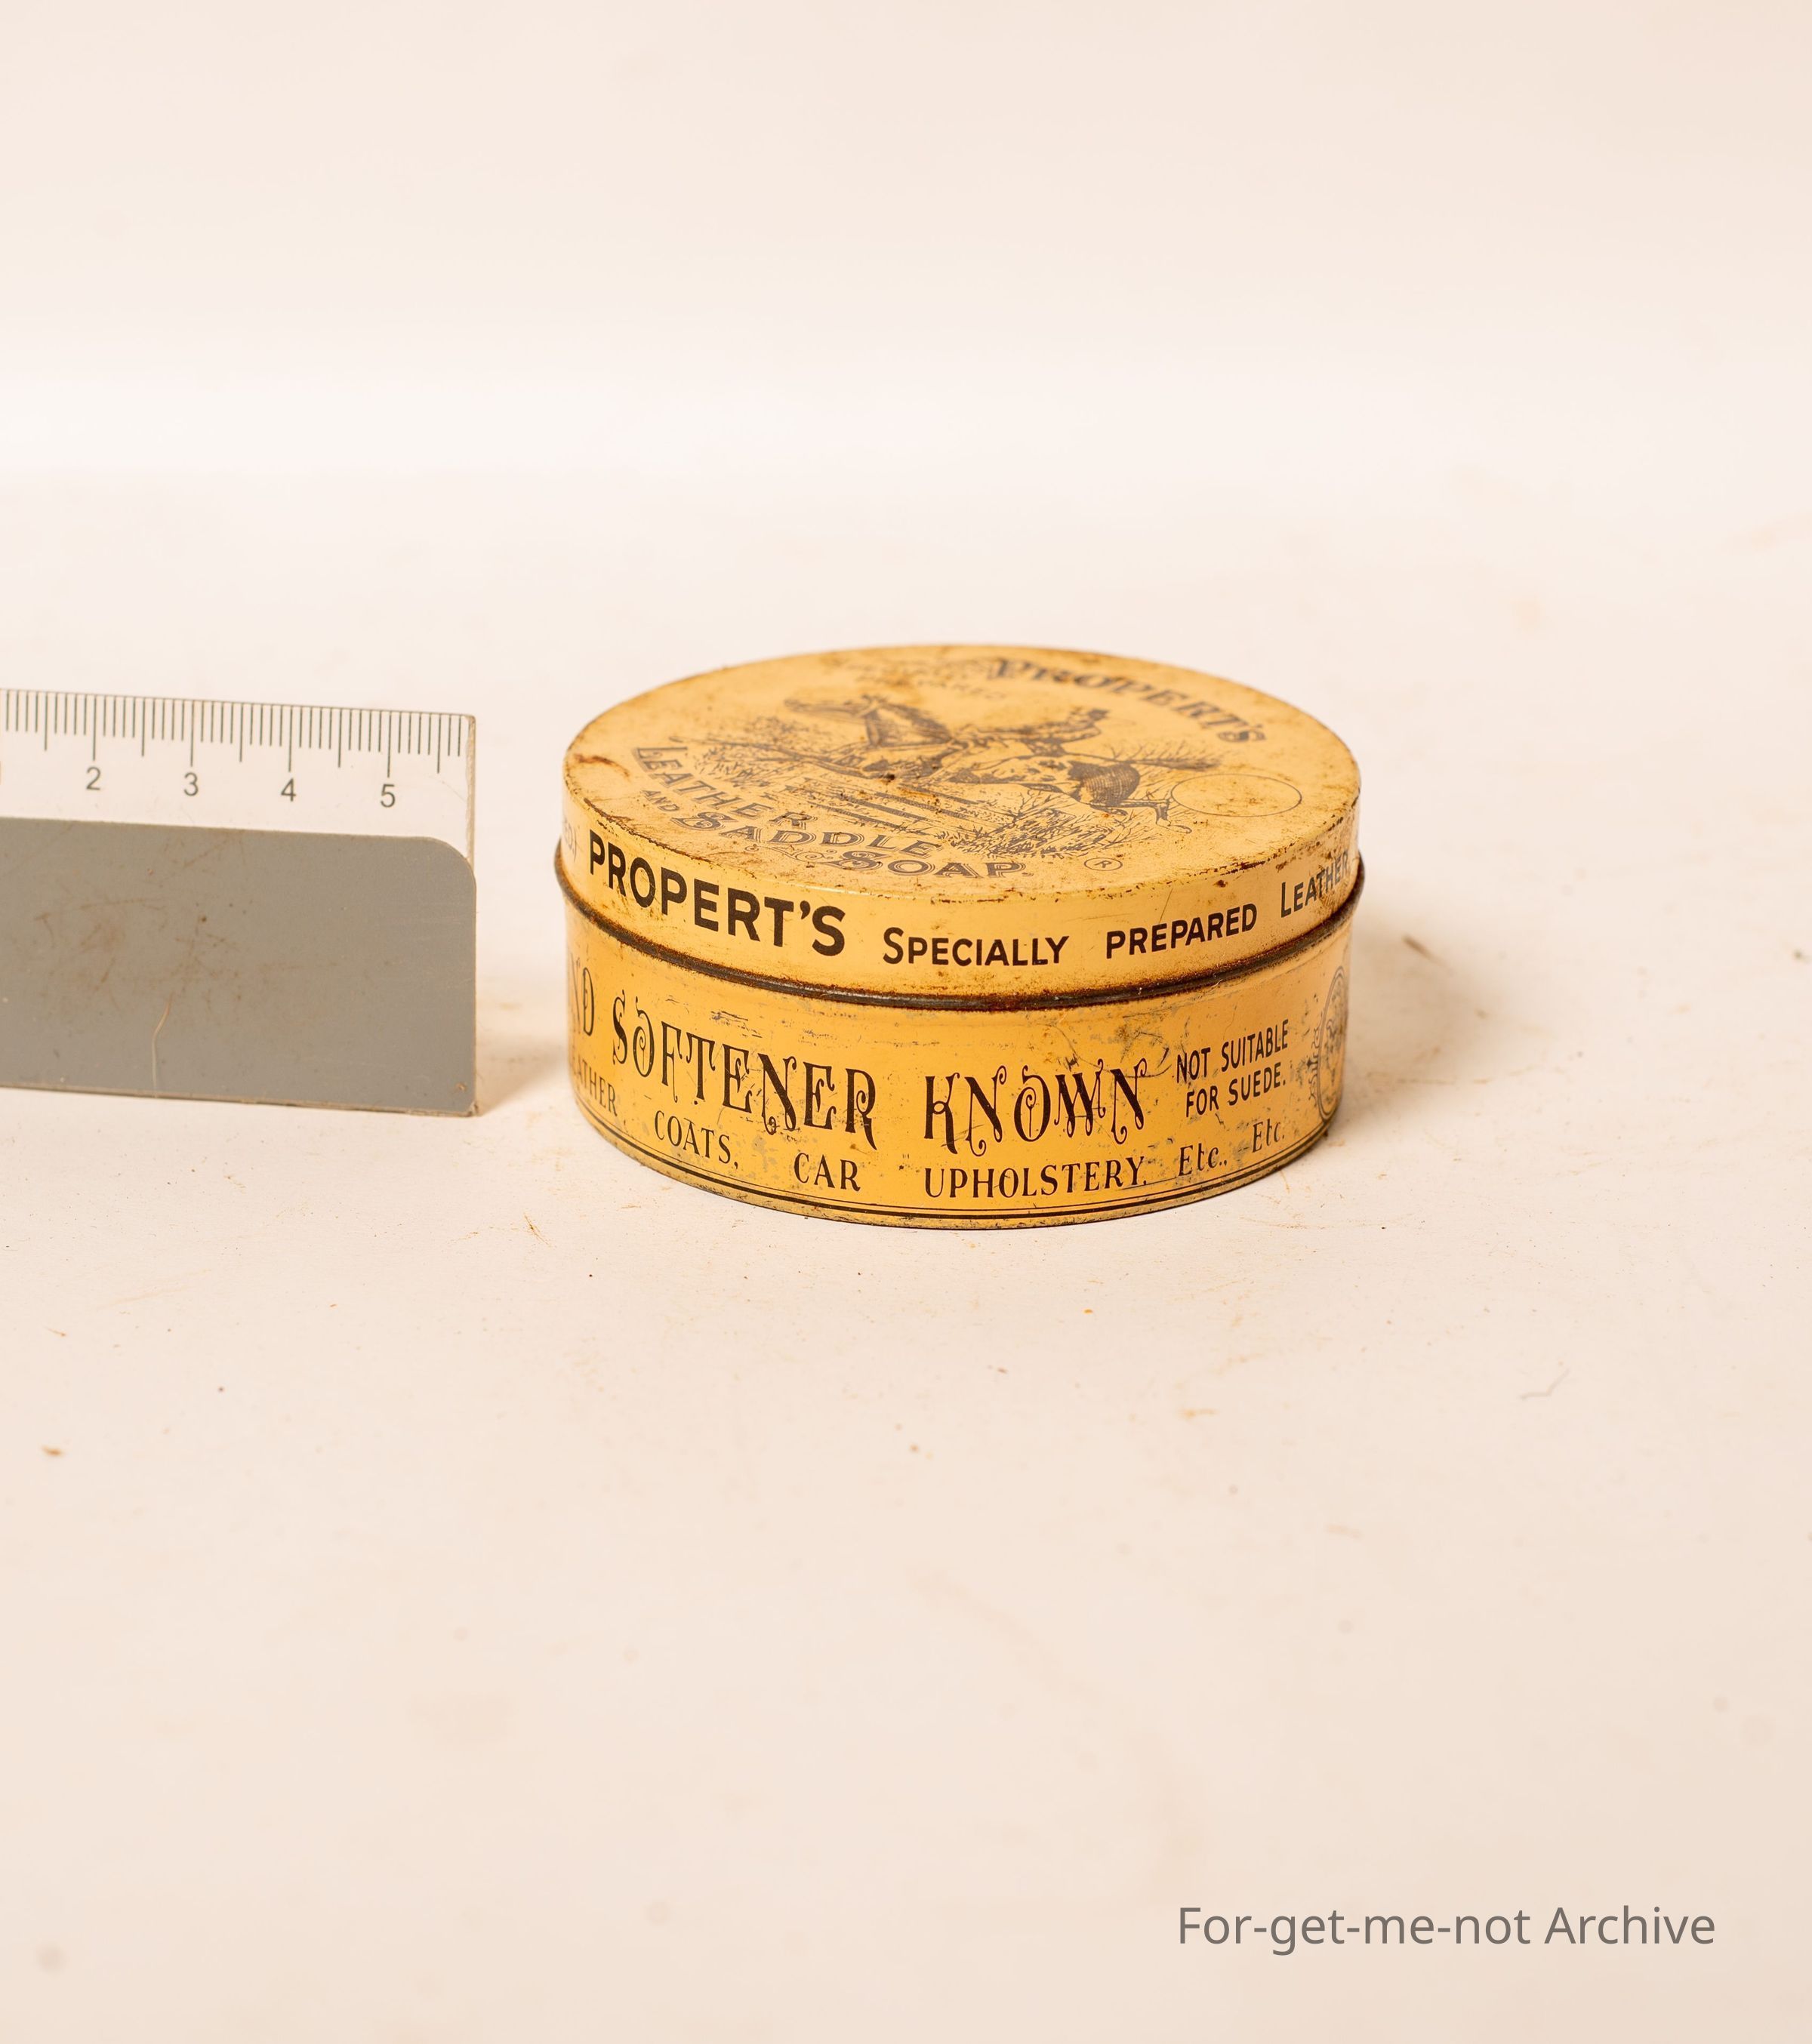 2 3 4 5
PROPERT'S
LEATHER
AND SADDLE
SOAP.
®
PROPERT'S SPECIALLY PREPARED LEATHER
SOFTENER KNOWN
NOT SUITABLE
FOR SUEDE.
COATS, CAR UPHOLSTERY, Etc., Etc.
For-get-me-not Archive